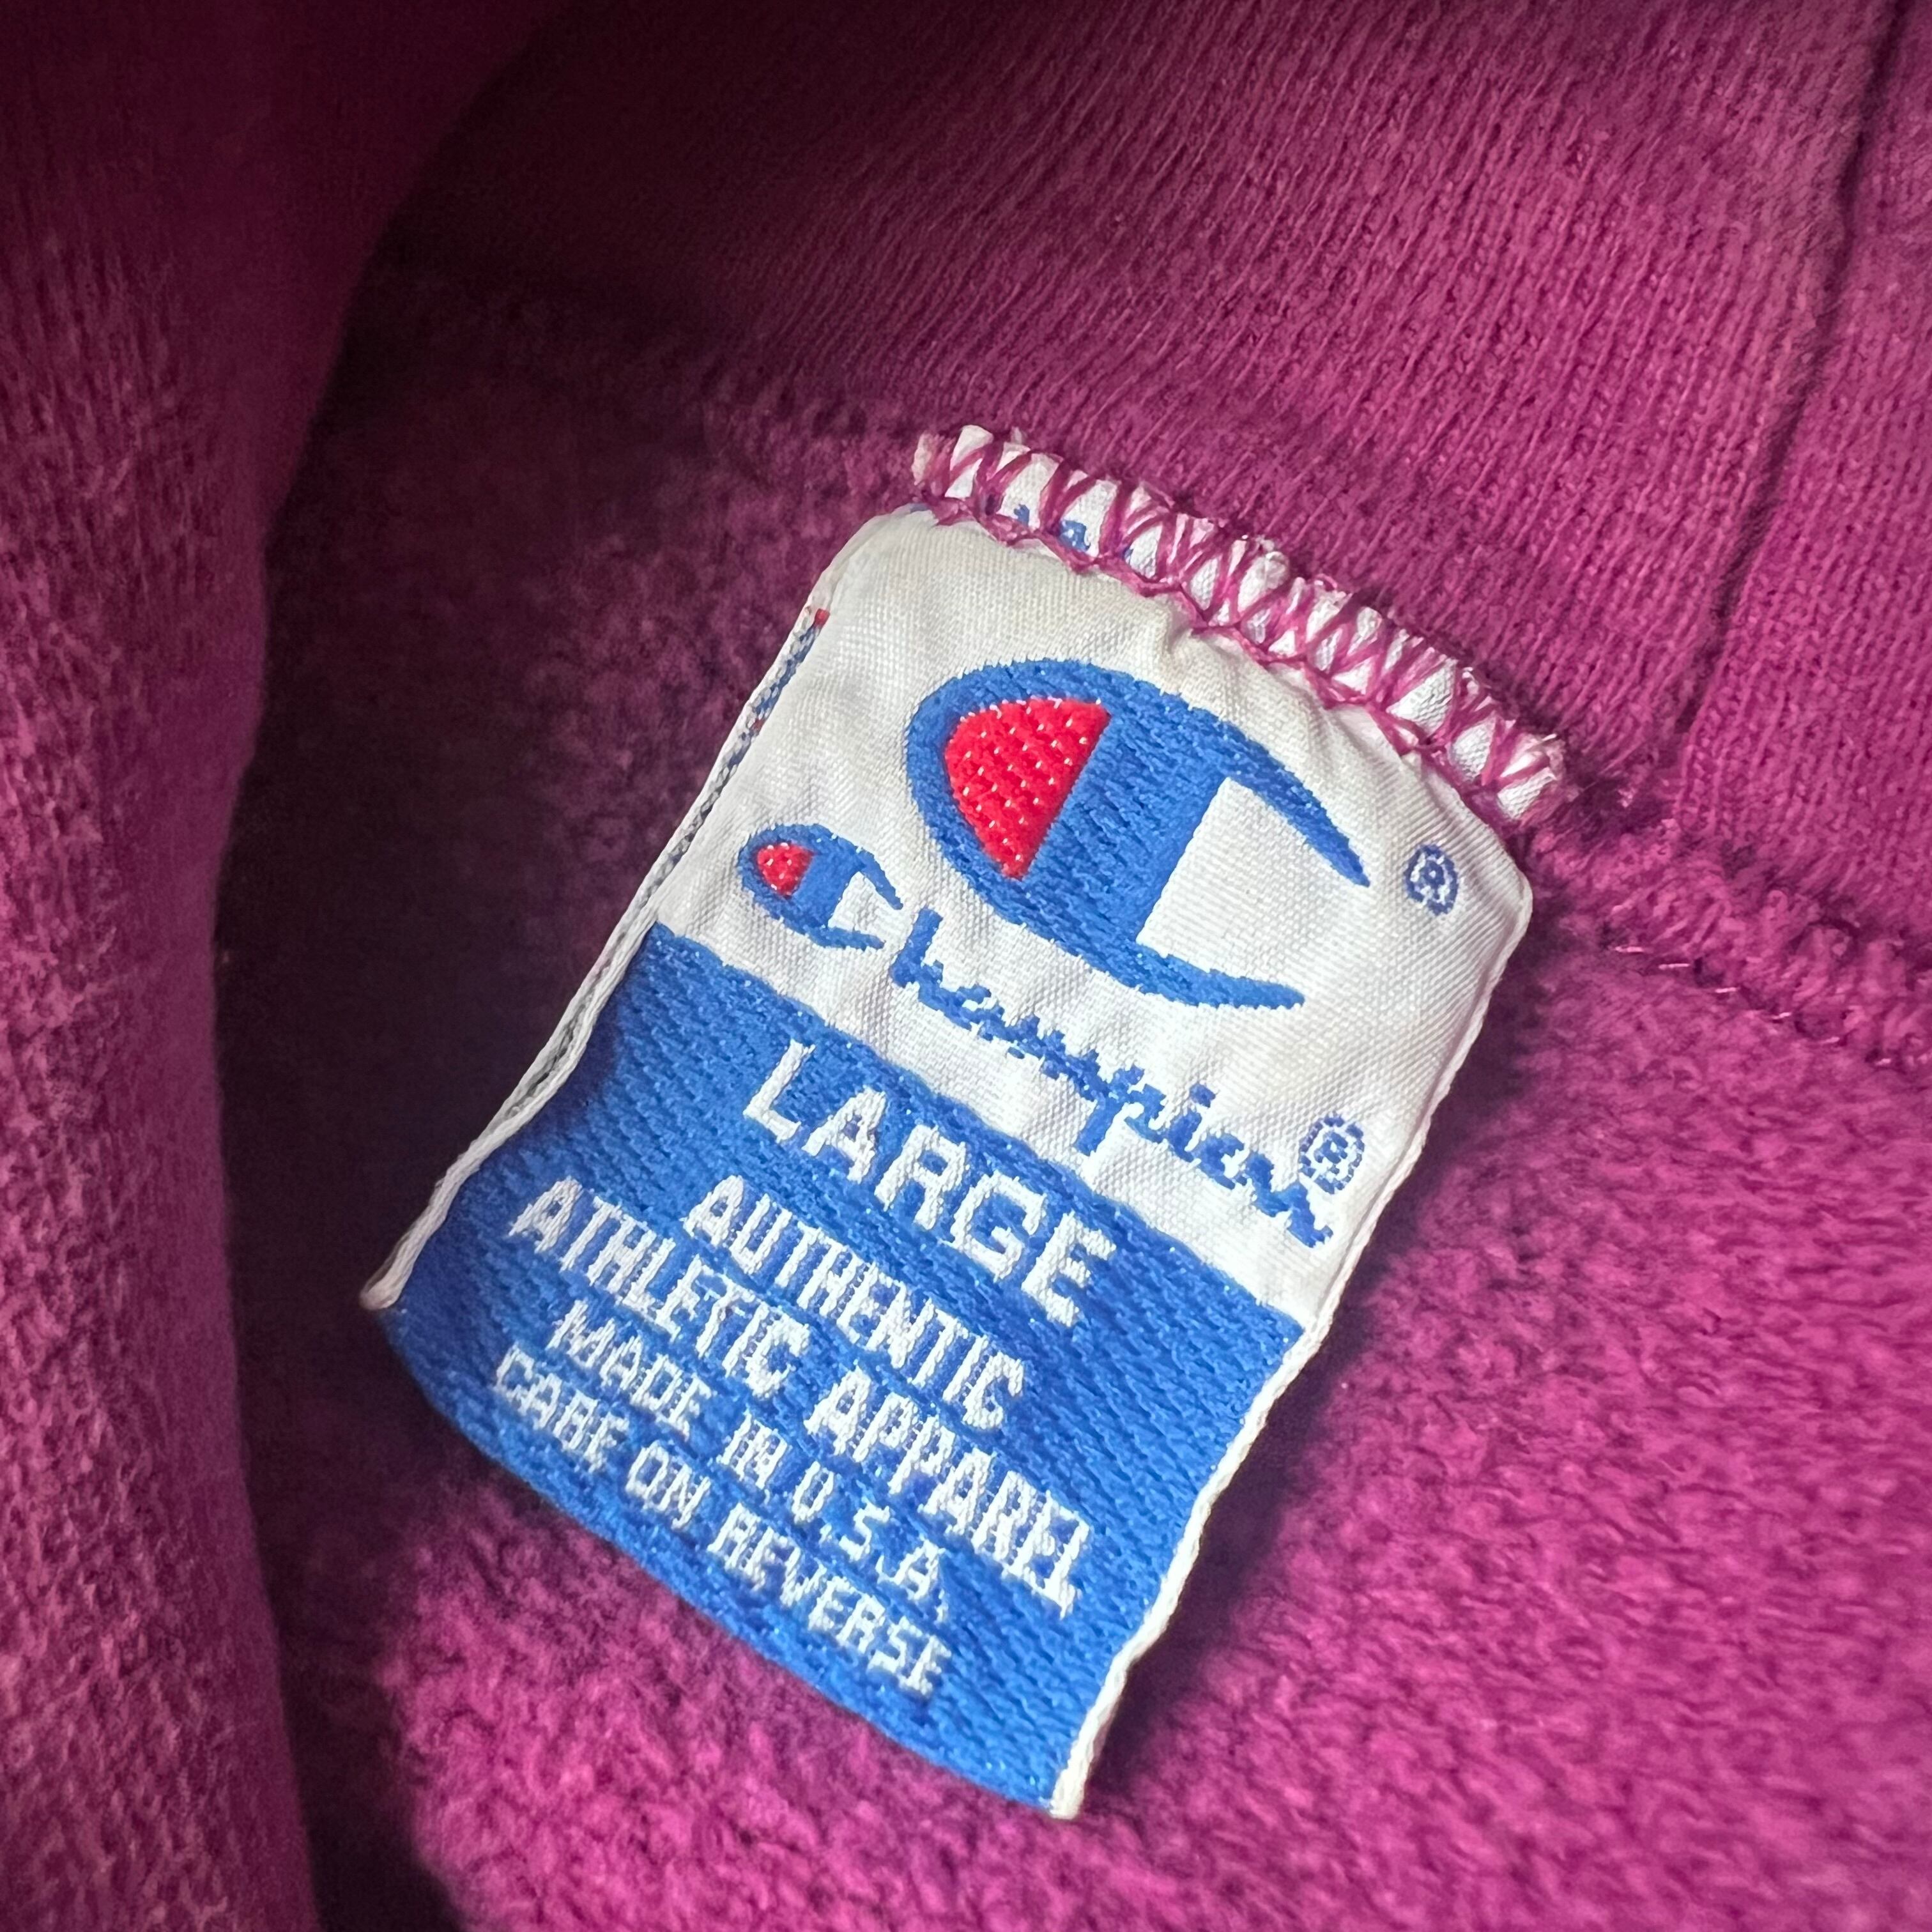 ®
Champion®
LARGE
AUTHENTIC
ATHLETIC APPAREL
MADE IN U.S.A.
CARE ON REVERSE